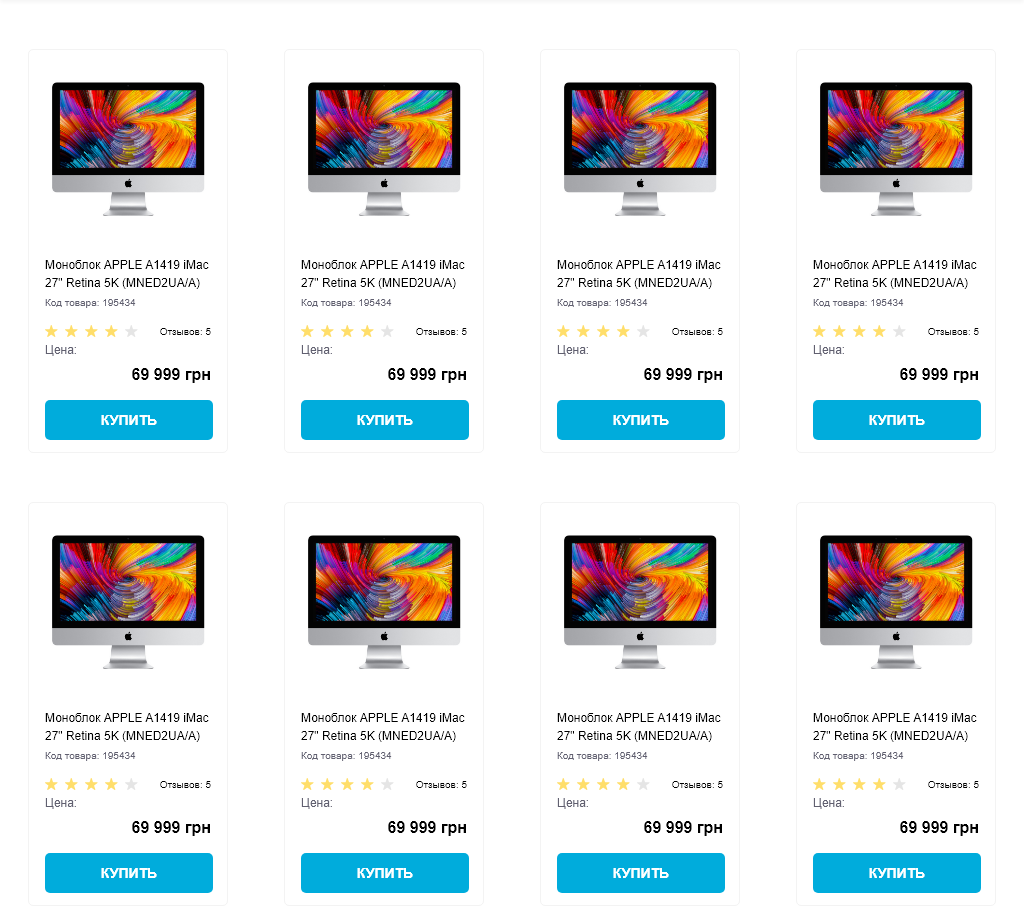 Моноблок APPLE A1419 iMac
27" Retina 5K (MNED2UA/A)
Код товара: 195434
Отзывов: 5
Цена:
69 999 грн
КУПИТЬ
Моноблок APPLE A1419 iMac
27" Retina 5K (MNED2UA/A)
Код товара: 195434
Отзывов: 5
Цена:
69 999 грн
КУПИТЬ
Моноблок APPLE A1419 iMac
27" Retina 5K (MNED2UA/A)
Код товара: 195434
Отзывов: 5
Цена:
69 999 грн
КУПИТЬ
Моноблок APPLE A1419 iMac
27" Retina 5K (MNED2UA/A)
Код товара: 195434
Отзывов: 5
Цена:
69 999 грн
КУПИТЬ
Моноблок APPLE A1419 iMac
27" Retina 5K (MNED2UA/A)
Код товара: 195434
Отзывов: 5
Цена:
69 999 грн
КУПИТЬ
Моноблок APPLE A1419 iMac
27" Retina 5K (MNED2UA/A)
Код товара: 195434
Отзывов: 5
Цена:
69 999 грн
КУПИТЬ
Моноблок APPLE A1419 iMac
27" Retina 5K (MNED2UA/A)
Код товара: 195434
Отзывов: 5
Цена:
69 999 грн
КУПИТЬ
Моноблок APPLE A1419 iMac
27" Retina 5K (MNED2UA/A)
Код товара: 195434
Отзывов: 5
Цена:
69 999 грн
КУПИТЬ